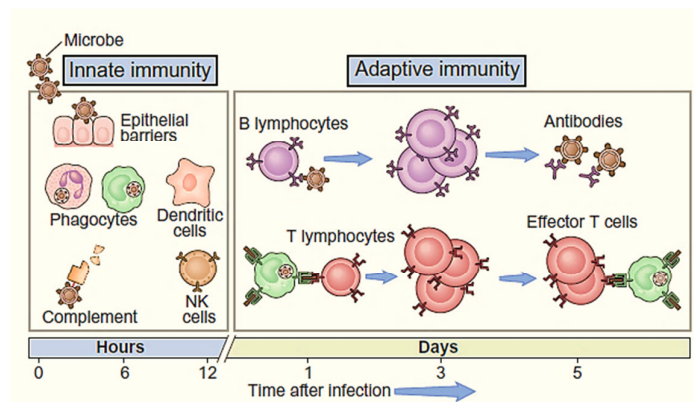 Microbe
Innate immunity
Adaptive immunity
Epithelial
barriers
Phagocytes
Dendritic
cells
Complement
NK
cells
B lymphocytes
Antibodies
T lymphocytes
Effector T cells
Hours
Days
0
6
12
1
3
5
Time after infection